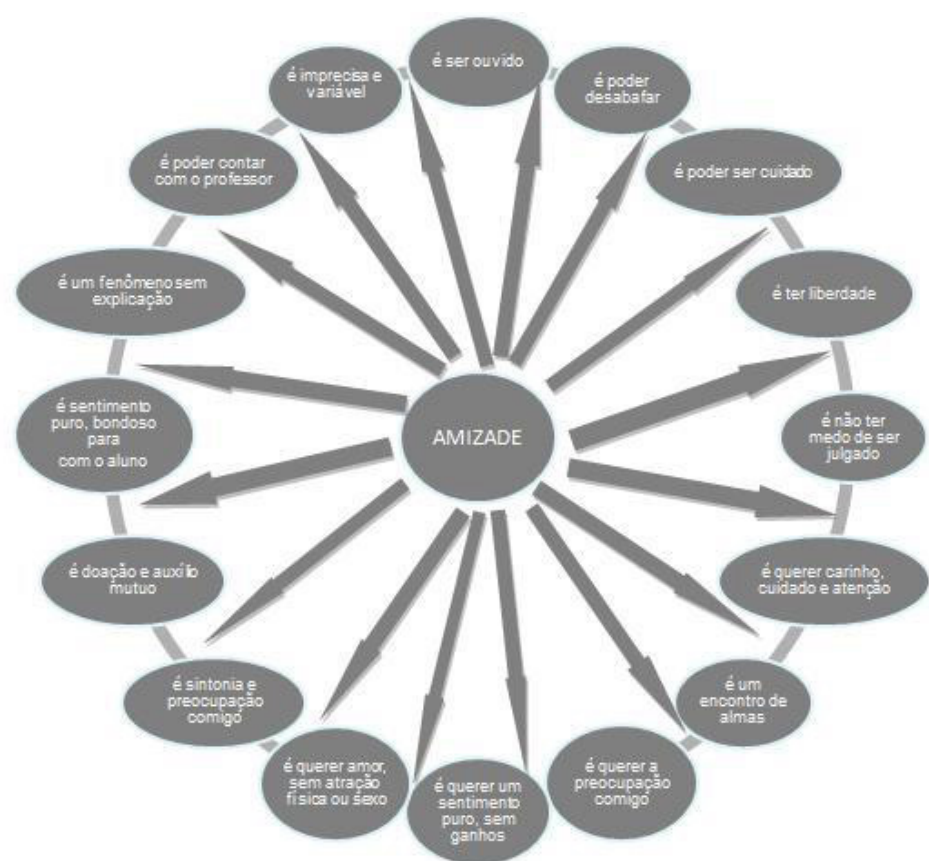 é ser ouvido
é poder
desabafar
é poder ser cuidado
é ter liberdade
é não ter
medo de ser
julgado
é querer carinho,
cuidado e atenção
é um
encontro de
almas
é querer a
preocupação
comigo
é querer um
sentimento
puro, sem
ganhos
é querer amor,
sem atração
física ou sexo
é sintonia e
preocupação
comigo
é doação e auxílio
mutuo
é sentimento
puro, bondoso
para
com o aluno
é um fenômeno sem
explicação
é poder contar
com o professor
é imprecisa e
variável
AMIZADE